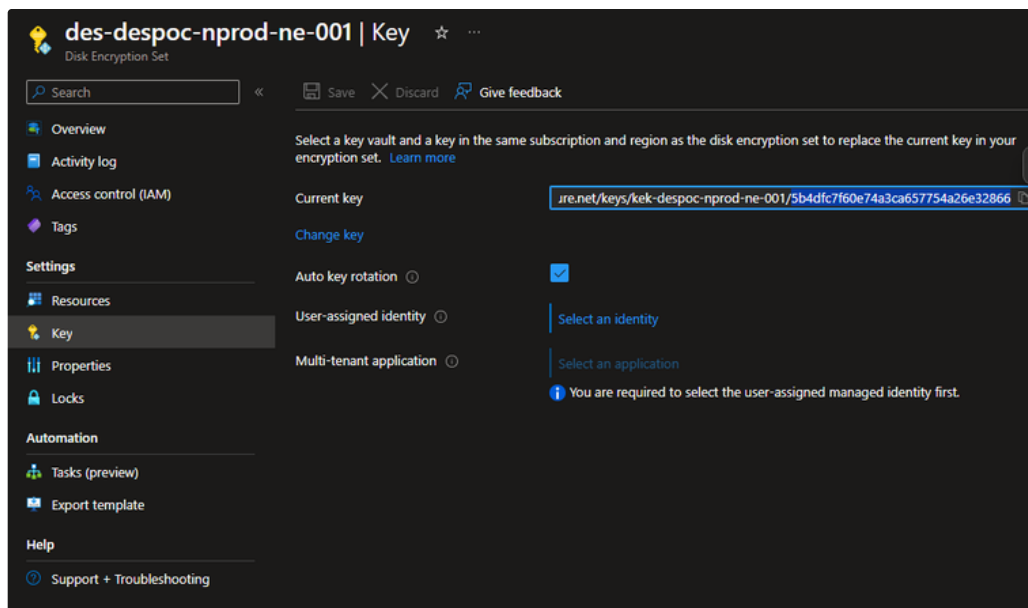 des-despoc-nprod-ne-001 | Key
Disk Encryption Set
Search
Save
Discard
Give feedback
Overview
Activity log
Access control (IAM)
Tags
Settings
Resources
Key
Properties
Locks
Automation
Tasks (preview)
Export template
Help
Support + Troubleshooting
Select a key vault and a key in the same subscription and region as the disk encryption set to replace the current key in your
encryption set. Learn more
Current key
ure.net/keys/kek-despoc-nprod-ne-001/5b4dfc7f60e74a3ca657754a26e32866
Change key
Auto key rotation
User-assigned identity
Select an identity
Multi-tenant application
Select an application
You are required to select the user-assigned managed identity first.